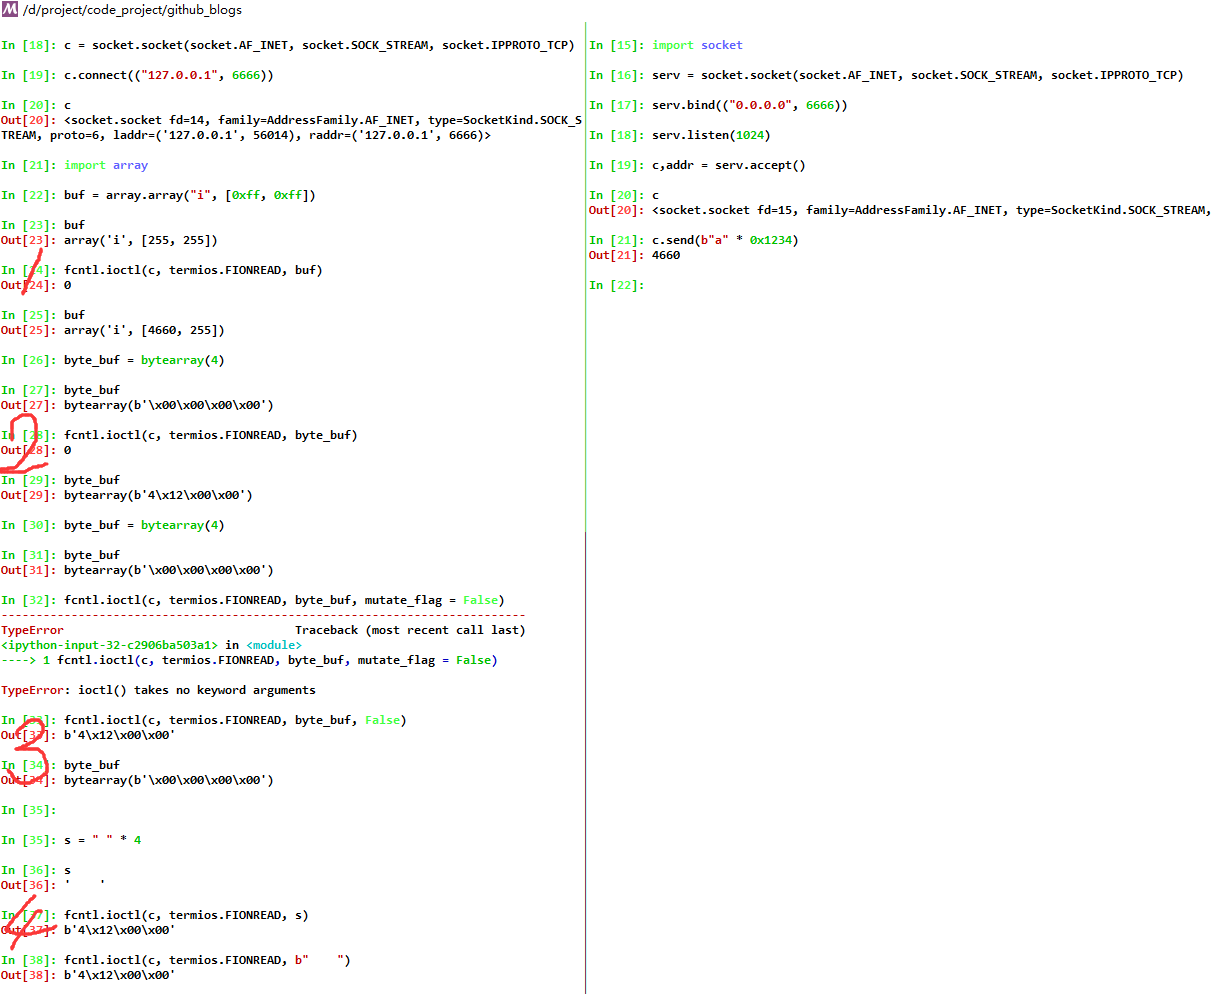 M /d/project/code_project/github_blogs
In [18]: c = socket.socket(socket.AF_INET, socket.SOCK_STREAM, socket.IPPROTO_TCP)
In [19]: c.connect(("127.0.0.1", 6666))
In [20]: c
Out[20]: <socket.socket fd=14, family=AddressFamily.AF_INET, type=SocketKind.SOCK_S
TREAM, proto=6, laddr=('127.0.0.1', 56014), raddr=('127.0.0.1', 6666)>
In [21]: import array
In [22]: buf = array.array("i", [0xff, 0xff])
In [23]: buf
Out[23]: array('i', [255, 255])
1
In [24]: fcntl.ioctl(c, termios.FIONREAD, buf)
Out[24]: 0
In [25]: buf
Out[25]: array('i', [4660, 255])
In [26]: byte_buf = bytearray(4)
In [27]: byte_buf
Out[27]: bytearray(b'\x00\x00\x00\x00')
2
In [28]: fcntl.ioctl(c, termios.FIONREAD, byte_buf)
Out[28]: 0
In [29]: byte_buf
Out[29]: bytearray(b'4\x12\x00\x00')
In [30]: byte_buf = bytearray(4)
In [31]: byte_buf
Out[31]: bytearray(b'\x00\x00\x00\x00')
In [32]: fcntl.ioctl(c, termios.FIONREAD, byte_buf, mutate_flag = False)
---------------------------------------------------------------------------
TypeError                                 Traceback (most recent call last)
<ipython-input-32-c2906ba503a1> in <module>
----> 1 fcntl.ioctl(c, termios.FIONREAD, byte_buf, mutate_flag = False)
TypeError: ioctl() takes no keyword arguments
3
In [33]: fcntl.ioctl(c, termios.FIONREAD, byte_buf, False)
Out[33]: b'4\x12\x00\x00'
In [34]: byte_buf
Out[34]: bytearray(b'\x00\x00\x00\x00')
In [35]:
In [35]: s = " " * 4
In [36]: s
Out[36]: '    '
4
In [37]: fcntl.ioctl(c, termios.FIONREAD, s)
Out[37]: b'4\x12\x00\x00'
In [38]: fcntl.ioctl(c, termios.FIONREAD, b"    ")
Out[38]: b'4\x12\x00\x00'
In [15]: import socket
In [16]: serv = socket.socket(socket.AF_INET, socket.SOCK_STREAM, socket.IPPROTO_TCP)
In [17]: serv.bind(("0.0.0.0", 6666))
In [18]: serv.listen(1024)
In [19]: c,addr = serv.accept()
In [20]: c
Out[20]: <socket.socket fd=15, family=AddressFamily.AF_INET, type=SocketKind.SOCK_STREAM,
In [21]: c.send(b"a" * 0x1234)
Out[21]: 4660
In [22]: